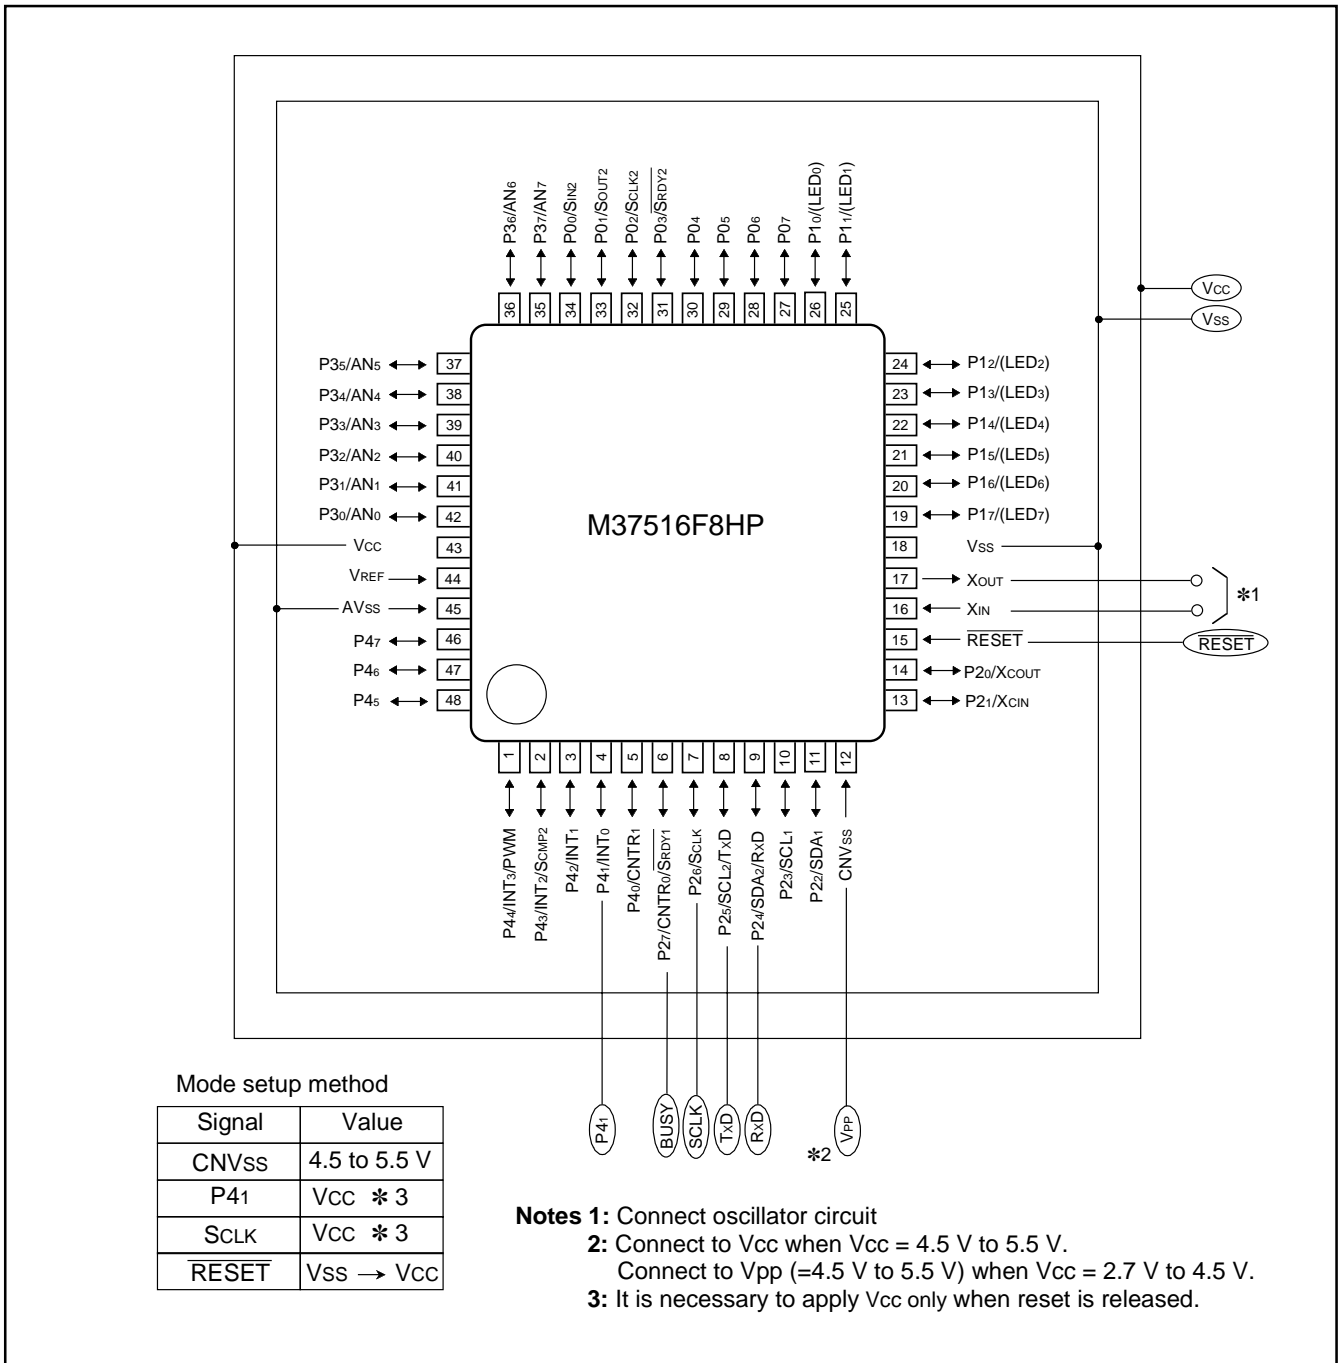 P36/AN6
P37/AN7
P00/SIN2
P01/SOUT2
P02/SCLK2
P03/SRDY2
P04
P05
P06
P07
P10/(LED0)
P11/(LED1)
36 35 34 33 32 31 30 29 28 27 26 25
VCC
VSS
P35/AN5 37
P34/AN4 38
P33/AN3 39
P32/AN2 40
P31/AN1 41
P30/AN0 42
VCC 43
VREF 44
AVSS 45
P47 46
P46 47
P45 48
M37516F8HP
24 P12/(LED2)
23 P13/(LED3)
22 P14/(LED4)
21 P15/(LED5)
20 P16/(LED6)
19 P17/(LED7)
18 VSS
17 XOUT
16 XIN
✻1
15 RESET RESET
14 P20/XCOUT
13 P21/XCIN
1 2 3 4 5 6 7 8 9 10 11 12
P44/INT3/PWM
P43/INT2/SCMP2
P42/INT1
P41/INT0
P40/CNTR1
P27/CNTR0/SRDY1
P26/SCLK
P25/SCL2/TxD
P24/SDA2/RxD
P23/SCL1
P22/SDA1
CNVSS
P41
BUSY
SCLK
TxD
RxD
✻2 VPP
Mode setup method
Signal Value
CNVSS 4.5 to 5.5 V
P41 VCC ✻ 3
SCLK VCC ✻ 3
RESET VSS → VCC
Notes 1: Connect oscillator circuit
2: Connect to Vcc when Vcc = 4.5 V to 5.5 V.
Connect to Vpp (=4.5 V to 5.5 V) when Vcc = 2.7 V to 4.5 V.
3: It is necessary to apply Vcc only when reset is released.